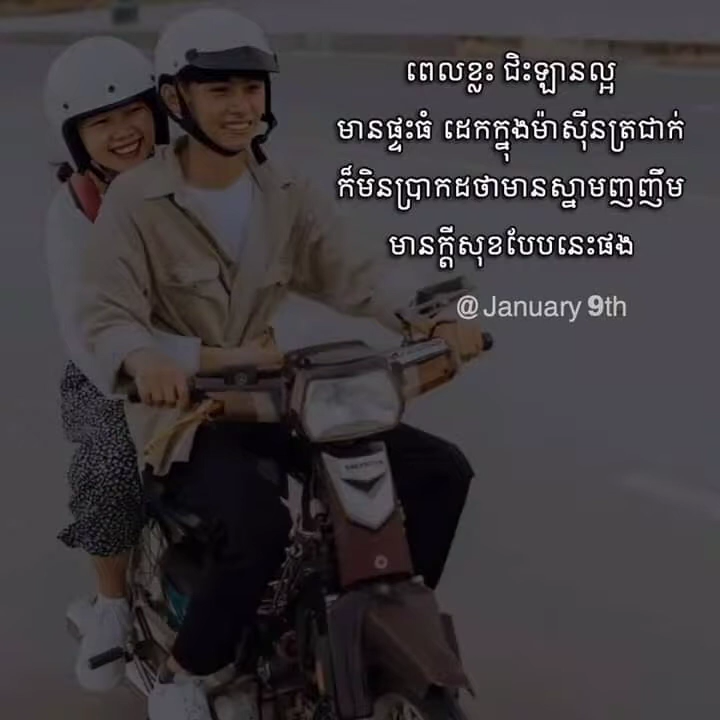 ពេលខ្លះ ជិះឡានល្អ
មានផ្ទះធំ ដេកក្នុងម៉ាស៊ីនត្រជាក់
ក៏មិនប្រាកដថាមានស្នាមញញឹម
មានក្តីសុខបែបនេះផង
@January 9th